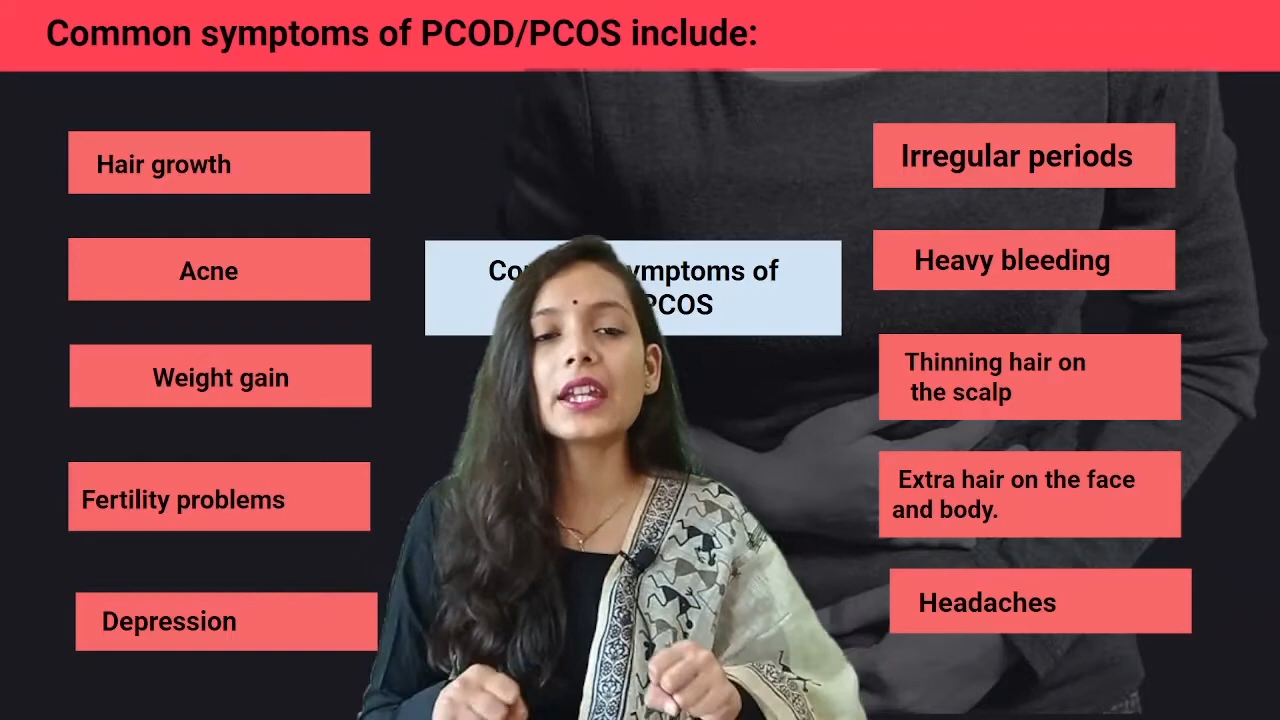 Common symptoms of PCOD/PCOS include:
Hair growth
Acne
Weight gain
Fertility problems
Depression
of
Irregular periods
Heavy bleeding
Thinning hair on
the scalp
Extra hair on the face
and body.
Headaches